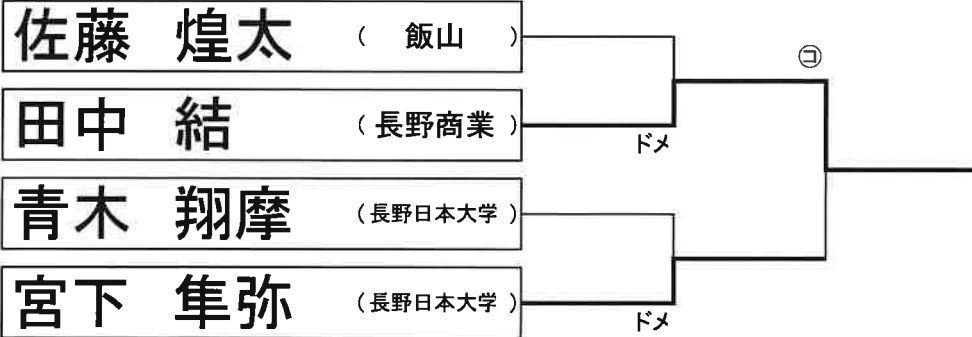 佐藤 煌太 ( 飯山 )
㋙
田中 結 ( 長野商業 )
ドメ
青木 翔摩 ( 長野日本大学 )
宮下 隼弥 ( 長野日本大学 )
ドメ